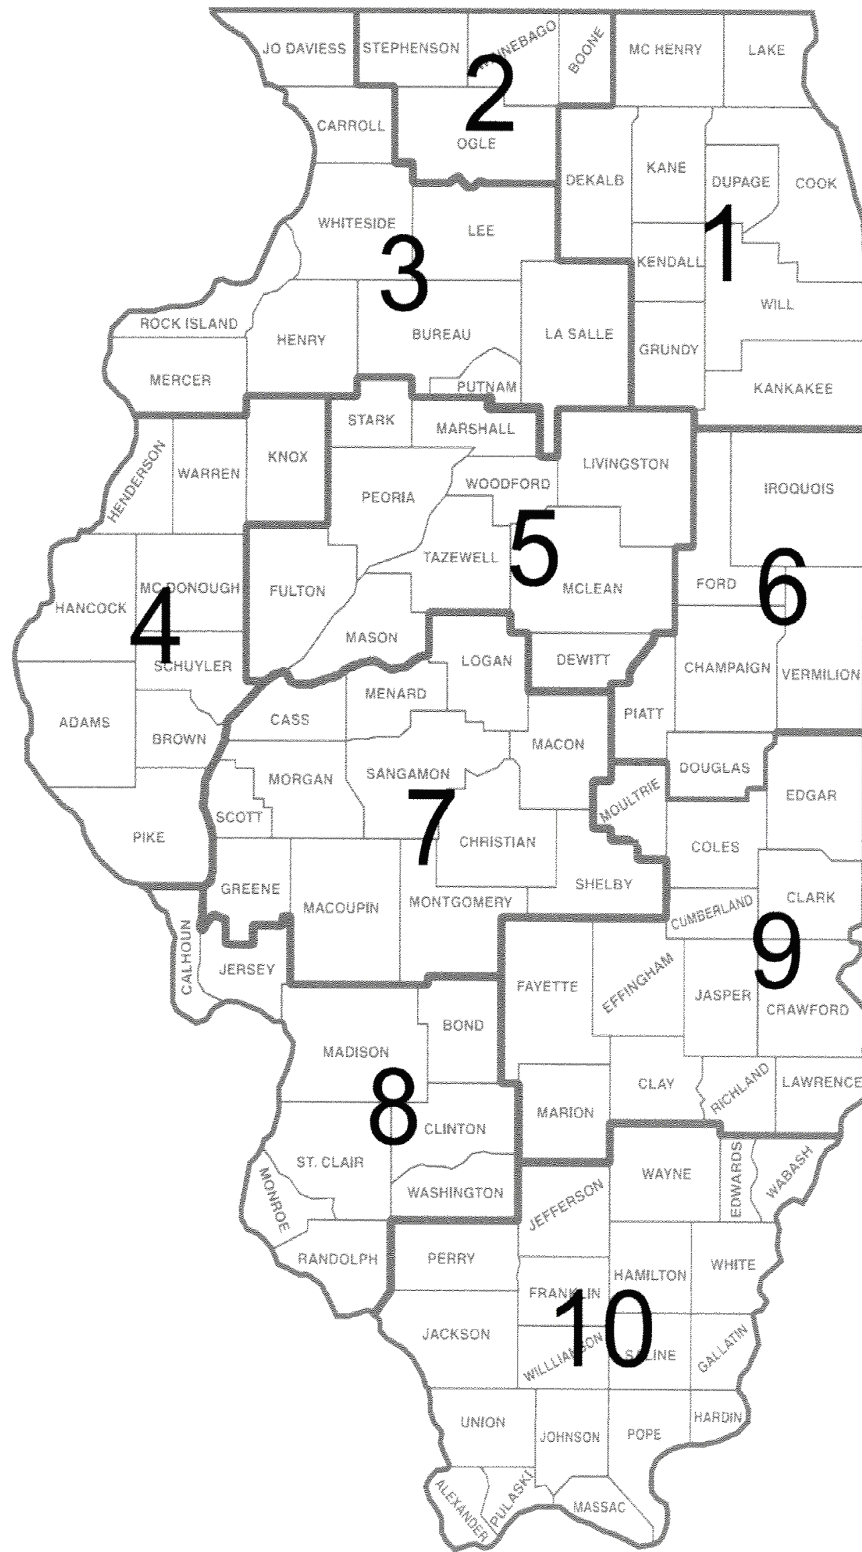 JO DAVIESS
STEPHENSON
WINNEBAGO
BOONE
MC HENRY
LAKE
2
CARROLL
OGLE
DEKALB
KANE
DUPAGE
COOK
WHITESIDE
LEE
3
1
KENDALL
ROCK ISLAND
HENRY
BUREAU
LA SALLE
WILL
GRUNDY
MERCER
PUTNAM
KANKAKEE
STARK
MARSHALL
HENDERSON
WARREN
KNOX
LIVINGSTON
PEORIA
WOODFORD
IROQUOIS
5
TAZEWELL
MCLEAN
FORD
6
HANCOCK
MC DONOUGH
FULTON
4
MASON
SCHUYLER
LOGAN
DEWITT
CHAMPAIGN
VERMILION
ADAMS
BROWN
CASS
MENARD
PIATT
MACON
MORGAN
SANGAMON
DOUGLAS
MOULTRIE
EDGAR
SCOTT
7
PIKE
CHRISTIAN
COLES
GREENE
MACOUPIN
MONTGOMERY
SHELBY
CUMBERLAND
CLARK
9
CALHOUN
JERSEY
FAYETTE
EFFINGHAM
JASPER
CRAWFORD
MADISON
BOND
CLAY
RICHLAND
LAWRENCE
8
CLINTON
MARION
ST. CLAIR
WASHINGTON
MONROE
WAYNE
EDWARDS
WABASH
JEFFERSON
RANDOLPH
PERRY
FRANKLIN
HAMILTON
WHITE
10
JACKSON
WILLLIAMSON
SALINE
GALLATIN
UNION
JOHNSON
POPE
HARDIN
ALEXANDER
PULASKI
MASSAC